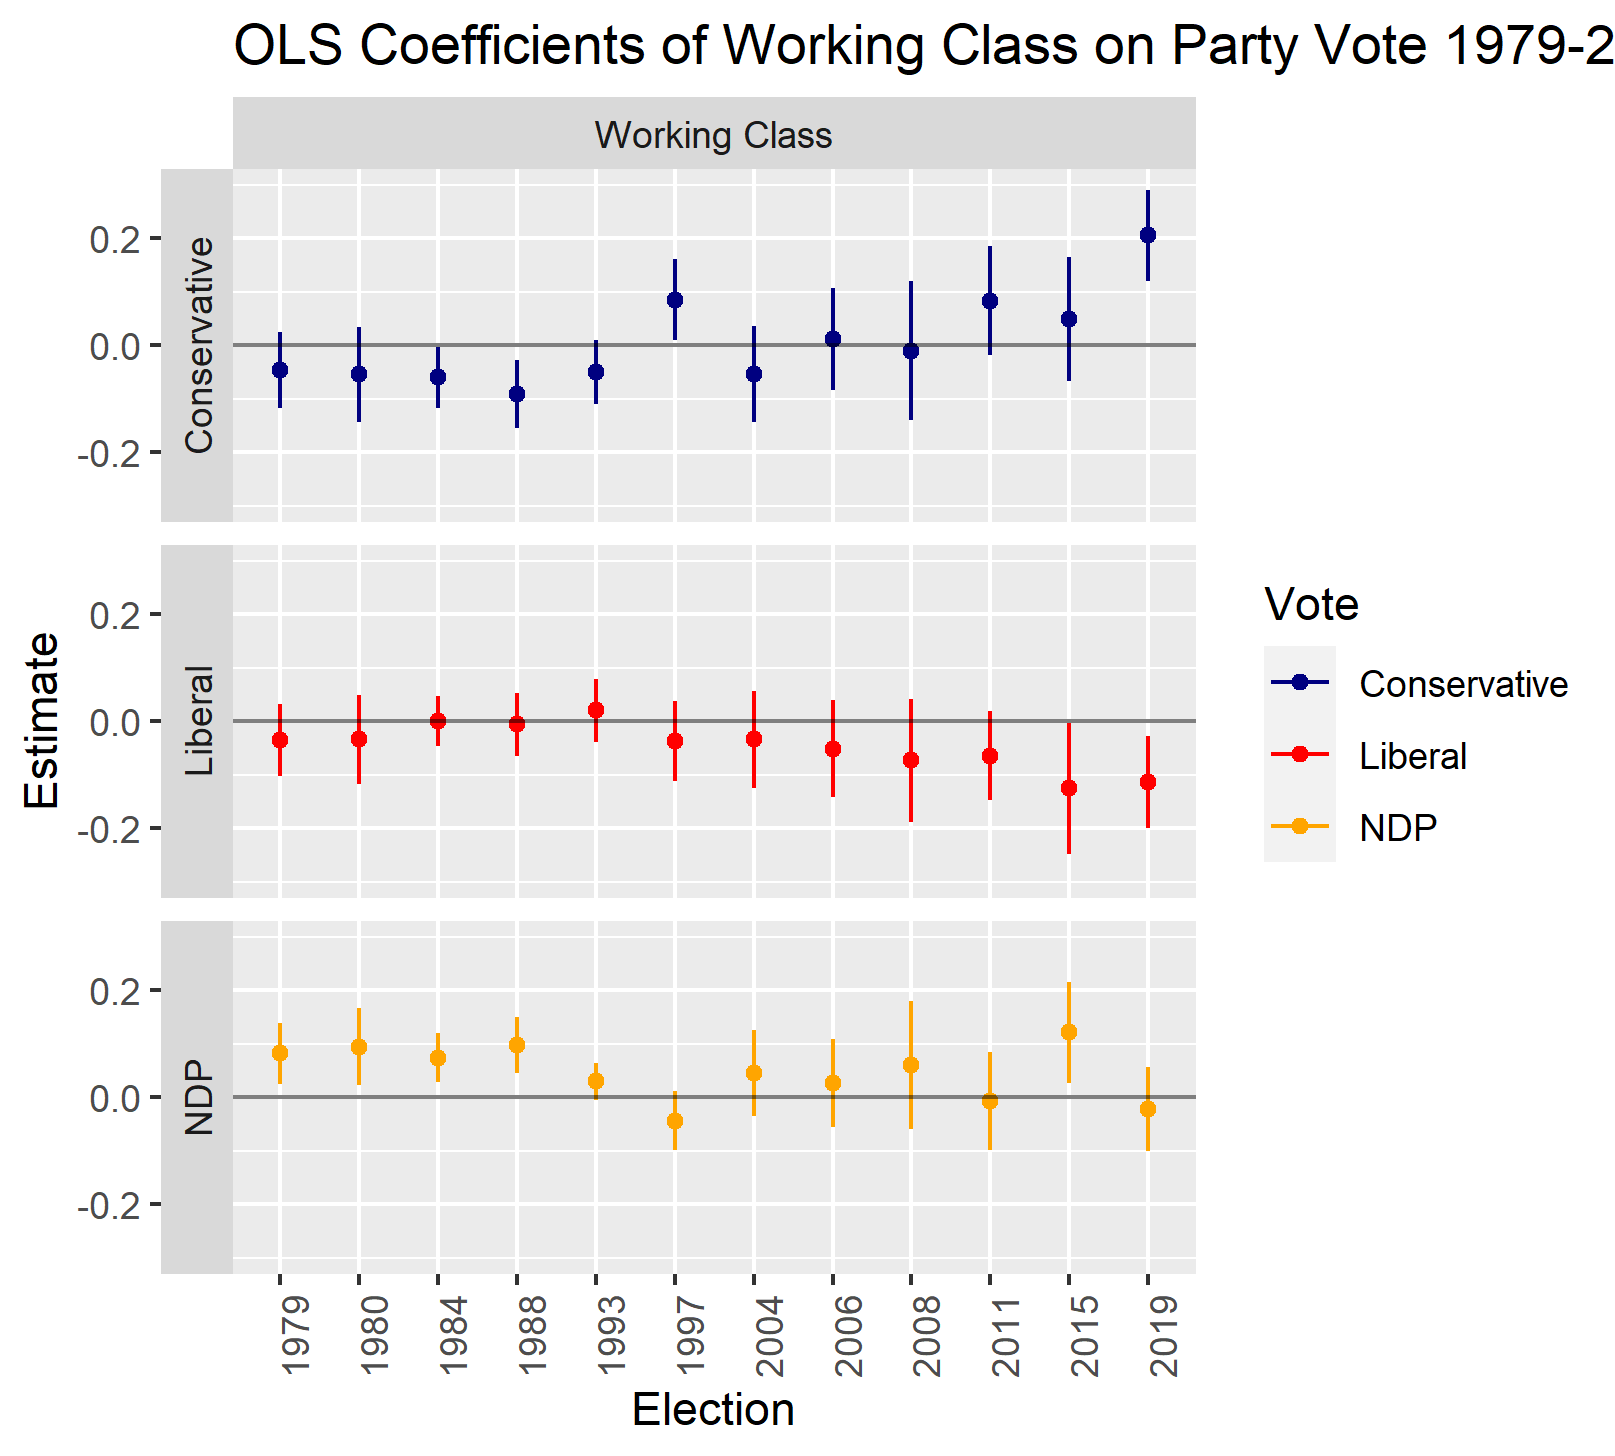 OLS Coefficients of Working Class on Party Vote 1979-2
Working Class
Conservative
0.2
0.0
-0.2
Liberal
0.2
0.0
-0.2
NDP
0.2
0.0
-0.2
Estimate
1979
1980
1984
1988
1993
1997
2004
2006
2008
2011
2015
2019
Election
Vote
Conservative
Liberal
NDP